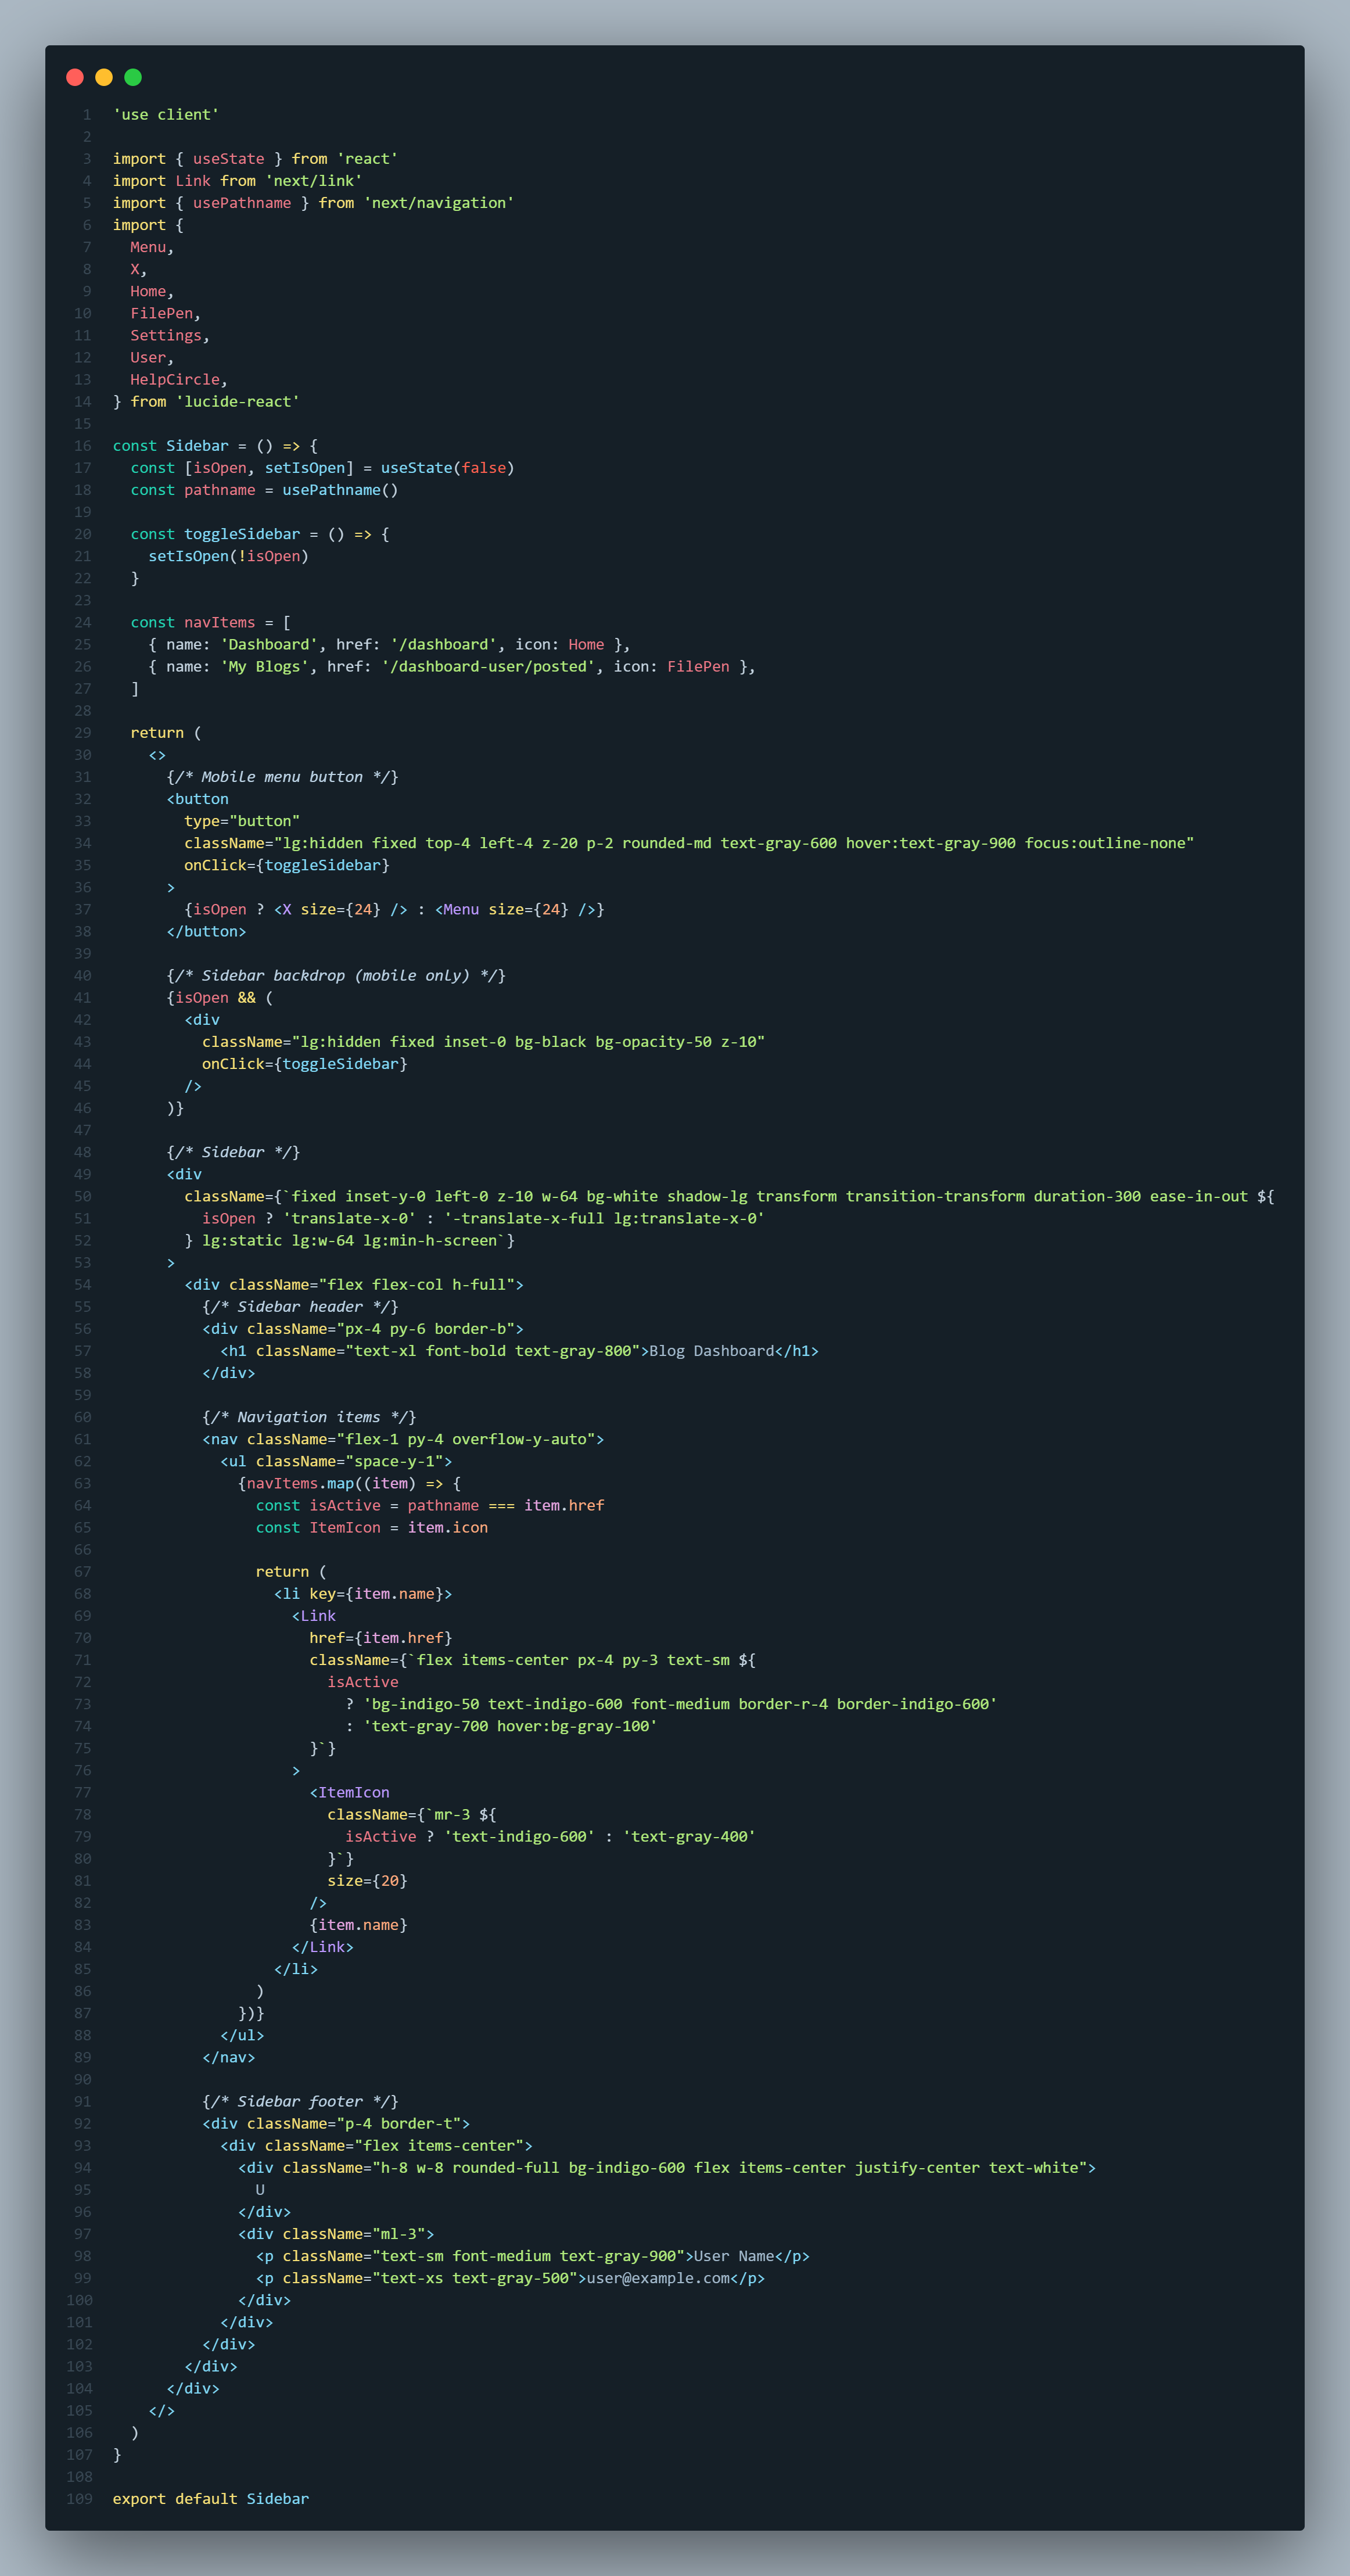 1 'use client'
2
3 import { useState } from 'react'
4 import Link from 'next/link'
5 import { usePathname } from 'next/navigation'
6 import {
7   Menu,
8   X,
9   Home,
10   FilePen,
11   Settings,
12   User,
13   HelpCircle,
14 } from 'lucide-react'
15
16 const Sidebar = () => {
17   const [isOpen, setIsOpen] = useState(false)
18   const pathname = usePathname()
19
20   const toggleSidebar = () => {
21     setIsOpen(!isOpen)
22   }
23
24   const navItems = [
25     { name: 'Dashboard', href: '/dashboard', icon: Home },
26     { name: 'My Blogs', href: '/dashboard-user/posted', icon: FilePen },
27   ]
28
29   return (
30     <>
31       {/* Mobile menu button */}
32       <button
33         type="button"
34         className="lg:hidden fixed top-4 left-4 z-20 p-2 rounded-md text-gray-600 hover:text-gray-900 focus:outline-none"
35         onClick={toggleSidebar}
36       >
37         {isOpen ? <X size={24} /> : <Menu size={24} />}
38       </button>
39
40       {/* Sidebar backdrop (mobile only) */}
41       {isOpen && (
42         <div
43           className="lg:hidden fixed inset-0 bg-black bg-opacity-50 z-10"
44           onClick={toggleSidebar}
45         />
46       )}
47
48       {/* Sidebar */}
49       <div
50         className={`fixed inset-y-0 left-0 z-10 w-64 bg-white shadow-lg transform transition-transform duration-300 ease-in-out ${
51           isOpen ? 'translate-x-0' : '-translate-x-full lg:translate-x-0'
52         } lg:static lg:w-64 lg:min-h-screen`}
53       >
54         <div className="flex flex-col h-full">
55           {/* Sidebar header */}
56           <div className="px-4 py-6 border-b">
57             <h1 className="text-xl font-bold text-gray-800">Blog Dashboard</h1>
58           </div>
59
60           {/* Navigation items */}
61           <nav className="flex-1 py-4 overflow-y-auto">
62             <ul className="space-y-1">
63               {navItems.map((item) => {
64                 const isActive = pathname === item.href
65                 const ItemIcon = item.icon
66
67                 return (
68                   <li key={item.name}>
69                     <Link
70                       href={item.href}
71                       className={`flex items-center px-4 py-3 text-sm ${
72                         isActive
73                           ? 'bg-indigo-50 text-indigo-600 font-medium border-r-4 border-indigo-600'
74                           : 'text-gray-700 hover:bg-gray-100'
75                       }`}
76                     >
77                       <ItemIcon
78                         className={`mr-3 ${
79                           isActive ? 'text-indigo-600' : 'text-gray-400'
80                         }`}
81                         size={20}
82                       />
83                       {item.name}
84                     </Link>
85                   </li>
86                 )
87               })}
88             </ul>
89           </nav>
90
91           {/* Sidebar footer */}
92           <div className="p-4 border-t">
93             <div className="flex items-center">
94               <div className="h-8 w-8 rounded-full bg-indigo-600 flex items-center justify-center text-white">
95                 U
96               </div>
97               <div className="ml-3">
98                 <p className="text-sm font-medium text-gray-900">User Name</p>
99                 <p className="text-xs text-gray-500">user@example.com</p>
100               </div>
101             </div>
102           </div>
103         </div>
104       </div>
105     </>
106   )
107 }
108
109 export default Sidebar